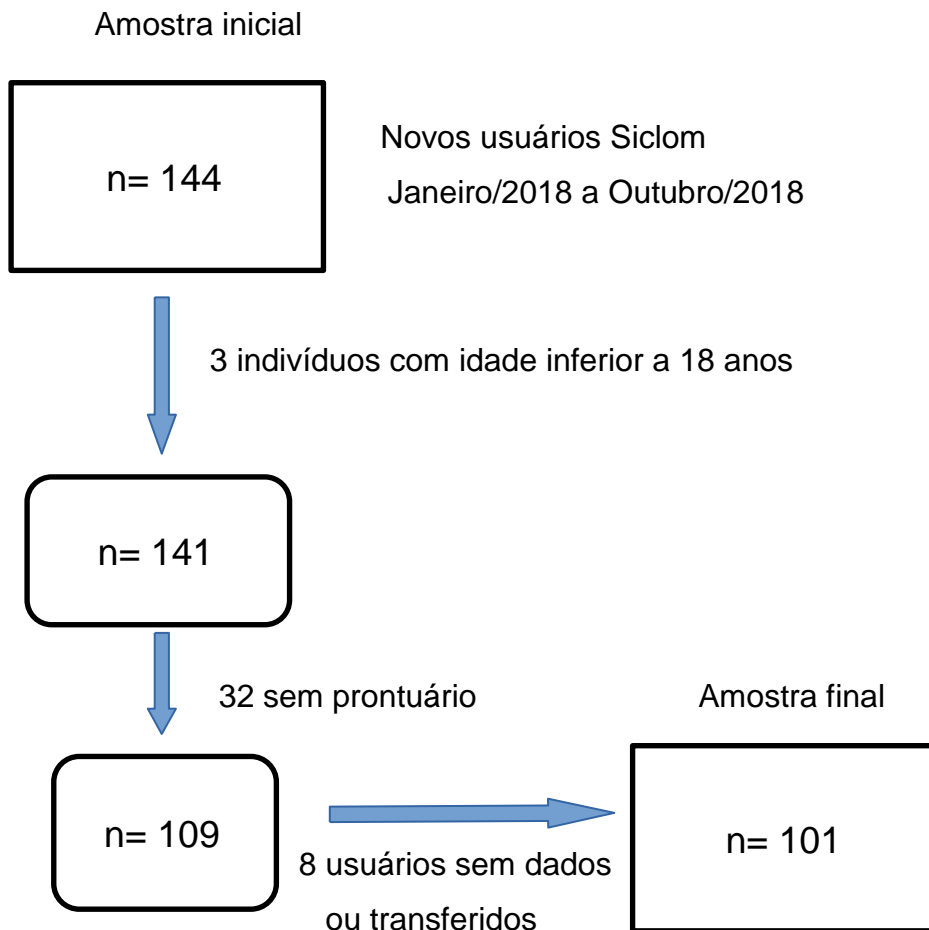 Amostra inicial
n= 144
Novos usuários Siclom
Janeiro/2018 a Outubro/2018
3 indivíduos com idade inferior a 18 anos
n= 141
32 sem prontuário
n= 109
8 usuários sem dados
ou transferidos
Amostra final
n= 101